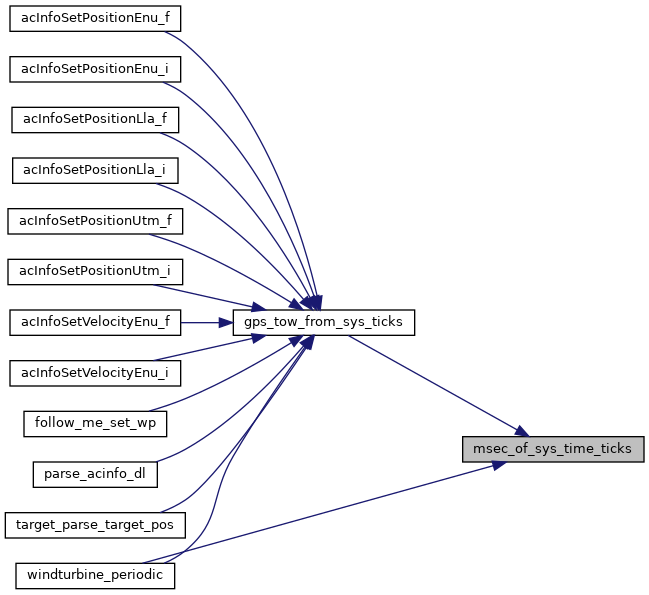 acInfoSetPositionEnu_f
acInfoSetPositionEnu_i
acInfoSetPositionLla_f
acInfoSetPositionLla_i
acInfoSetPositionUtm_f
acInfoSetPositionUtm_i
acInfoSetVelocityEnu_f
gps_tow_from_sys_ticks
acInfoSetVelocityEnu_i
follow_me_set_wp
msec_of_sys_time_ticks
parse_acinfo_dl
target_parse_target_pos
windturbine_periodic